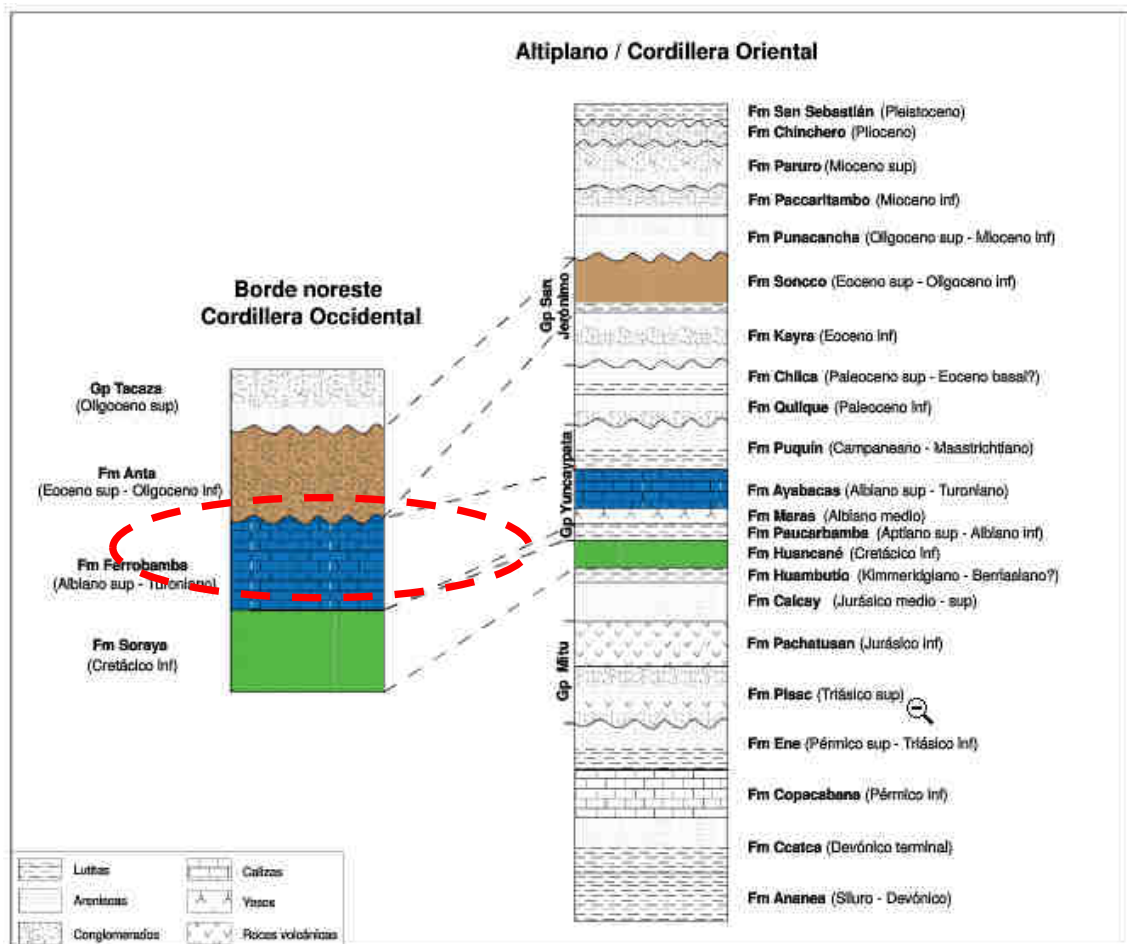 Altiplano / Cordillera Oriental
Fm San Sebastián (Pleistoceno)
Fm Chinchero (Plioceno)
Fm Paruro (Mioceno sup)
Fm Paccaritambo (Mioceno inf)
Fm Punacancha (Oligoceno sup - Mioceno inf)
Fm Soncco (Eoceno sup - Oligoceno inf)
Fm Kayra (Eoceno inf)
Fm Chilca (Paleoceno sup - Eoceno basal?)
Fm Quilque (Paleoceno inf)
Fm Puquín (Campaneano - Maastrichtiano)
Fm Ayabacas (Albiano sup - Turoniano)
Fm Maras (Albiano medio)
Fm Paucarbamba (Aptiano sup - Albiano inf)
Fm Huancané (Cretácico inf)
Fm Huambutio (Kimmeridgiano - Berriasiano?)
Fm Caicay (Jurásico medio - sup)
Fm Pachatusan (Jurásico inf)
Fm Pisac (Triásico sup)
Fm Ene (Pérmico sup - Triásico inf)
Fm Copacabana (Pérmico inf)
Fm Ccatca (Devónico terminal)
Fm Ananea (Siluro - Devónico)
Gp San
Jerónimo
Gp Yuncaypata
Gp Mitu
Borde noreste
Cordillera Occidental
Gp Tacaza
(Oligoceno sup)
Fm Anta
(Eoceno sup - Oligoceno inf)
Fm Ferrobamba
(Albiano sup - Turoniano)
Fm Soraya
(Cretácico inf)
Lutitas
Calizas
Areniscas
Yesos
Conglomerados
Rocas volcánicas